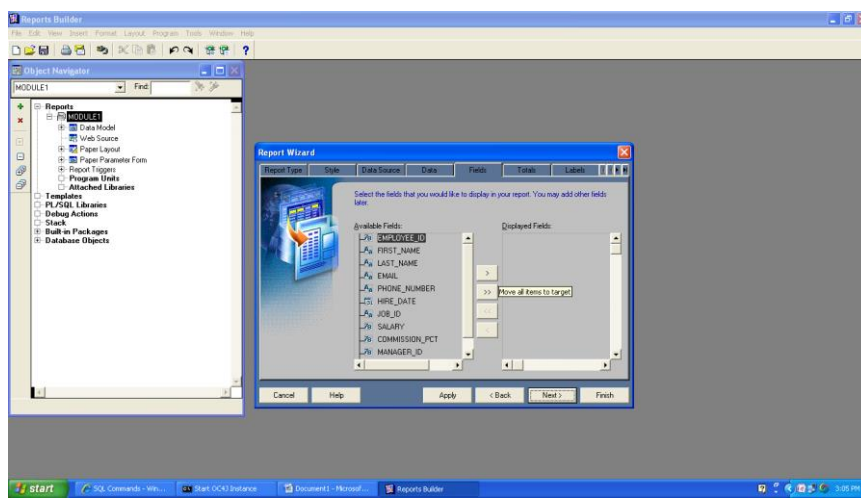 Reports Builder
File Edit View Insert Format Layout Program Tools Window Help
Object Navigator
MODULE1 Find:
Reports
MODULE1
Data Model
Web Source
Paper Layout
Paper Parameter Form
Report Triggers
Program Units
Attached Libraries
Templates
PL/SQL Libraries
Debug Actions
Stack
Built-in Packages
Database Objects
Report Wizard
Report Type Style Data Source Data Fields Totals Labels
Select the fields that you would like to display in your report. You may add other fields
later.
Available Fields: Displayed Fields:
EMPLOYEE_ID
FIRST_NAME
LAST_NAME
EMAIL
PHONE_NUMBER
HIRE_DATE
JOB_ID
SALARY
COMMISSION_PCT
MANAGER_ID
>
>> Move all items to target
<<
<
Cancel Help Apply < Back Next > Finish
start SQL Commands - Win... Start OC4J Instance Document1 - Microsof... Reports Builder 3:05 PM